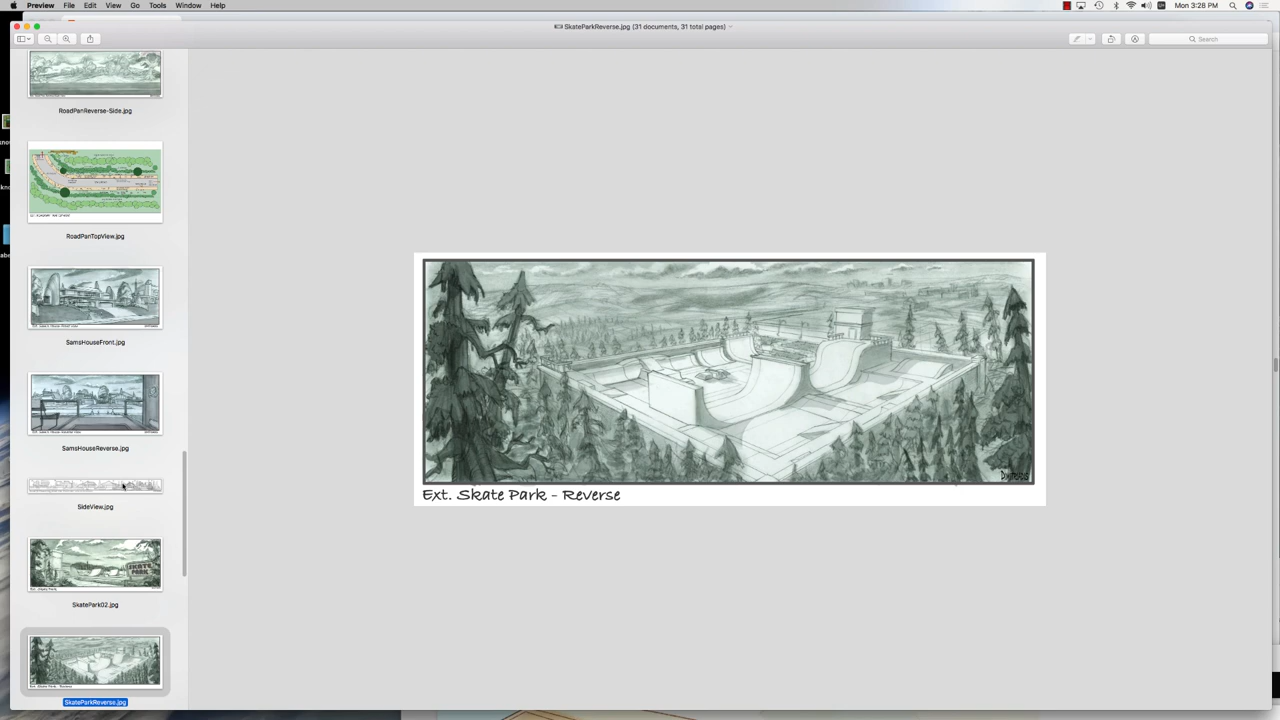 Preview File Edit View Go Tools Window Help
Mon 3:28 PM
SkateParkReverse.jpg (31 documents, 31 total pages)
Search
RoadPanReverse-Side.jpg
RoadPanTopView.jpg
SamsHouseFront.jpg
SamsHouseReverse.jpg
SideView.jpg
SKATE
PARK
SkatePark02.jpg
SkateParkReverse.jpg
Ext. Skate Park - Reverse